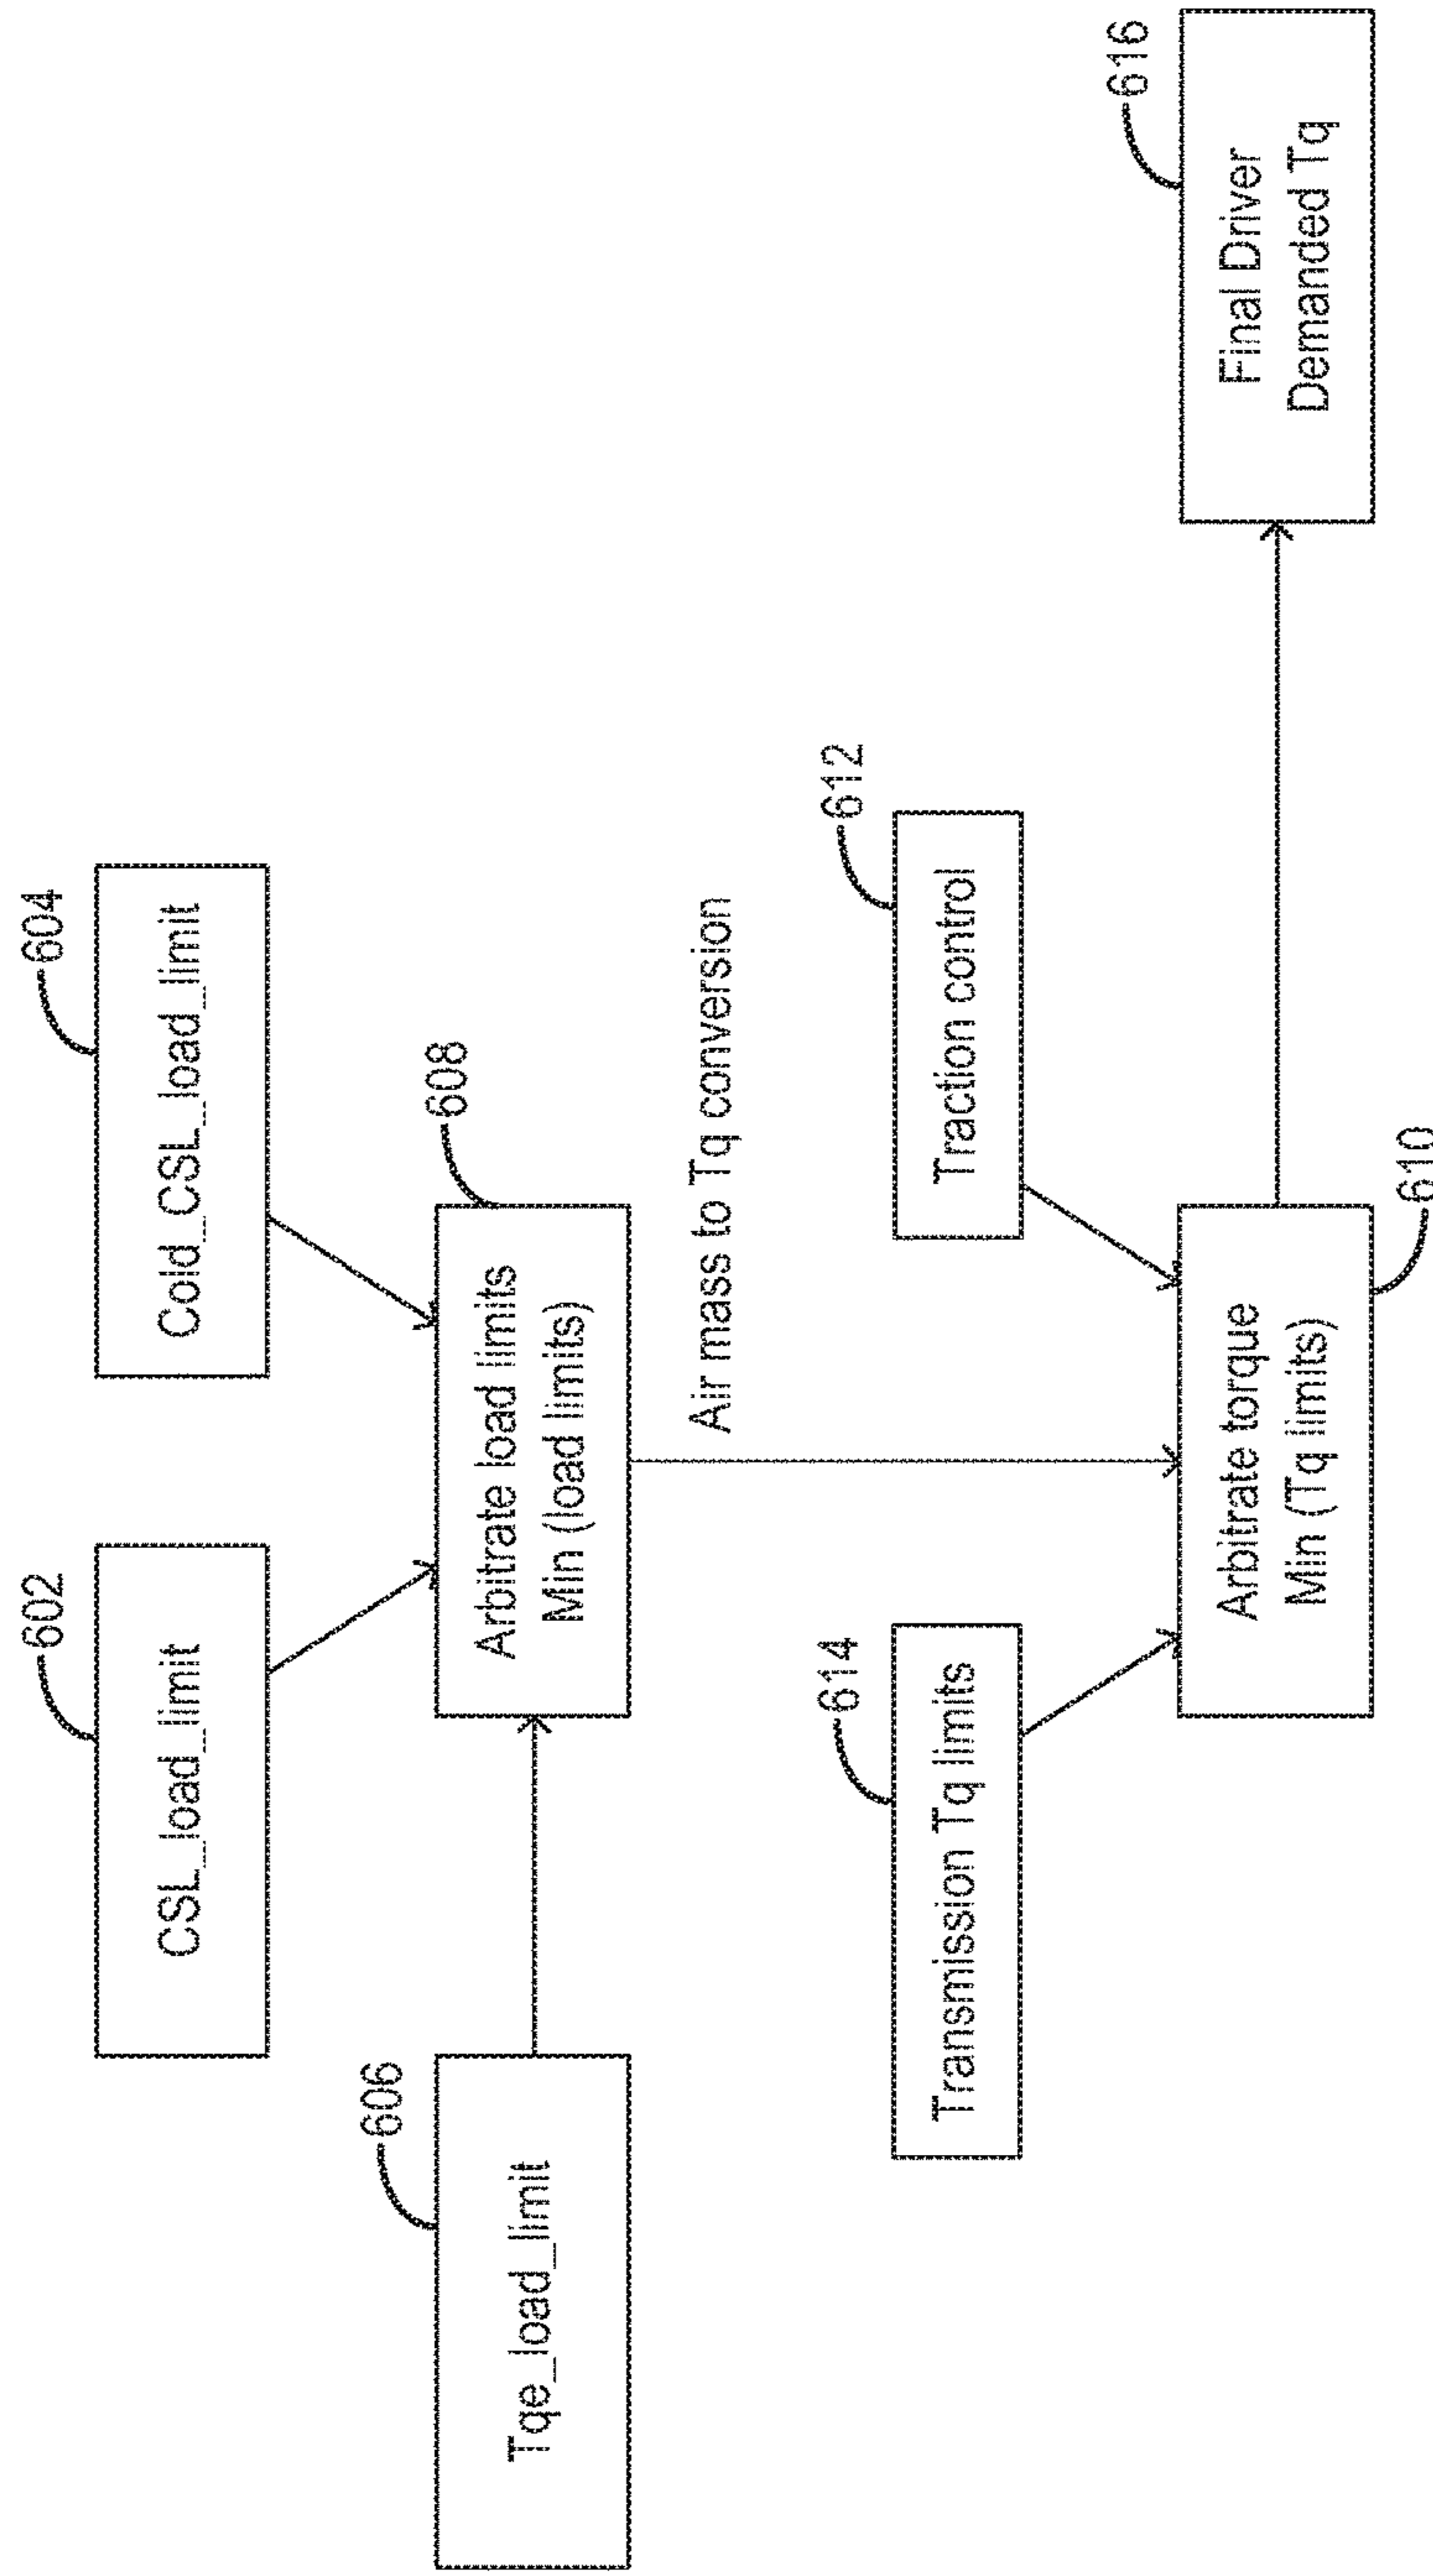 604
602
Cold_CSL_load_limit
CSL_load_limit
606
608
Tqe_load_limit
Arbitrate load limits
Min (load limits)
Air mass to Tq conversion
614
612
Transmission Tq limits
Traction control
616
Arbitrate torque
Min (Tq limits)
Final Driver
Demanded Tq
610